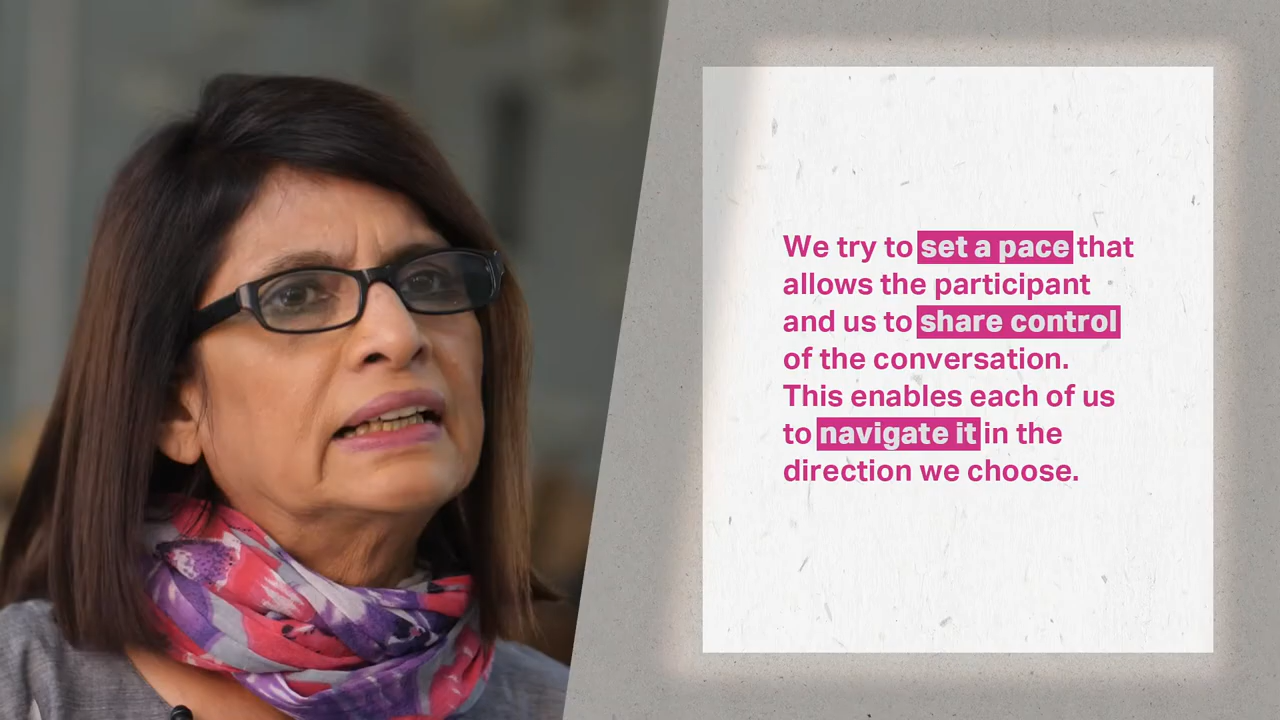 We try to set a pace that
allows the participant
and us to share control
of the conversation.
This enables each of us
to navigate it in the
direction we choose.